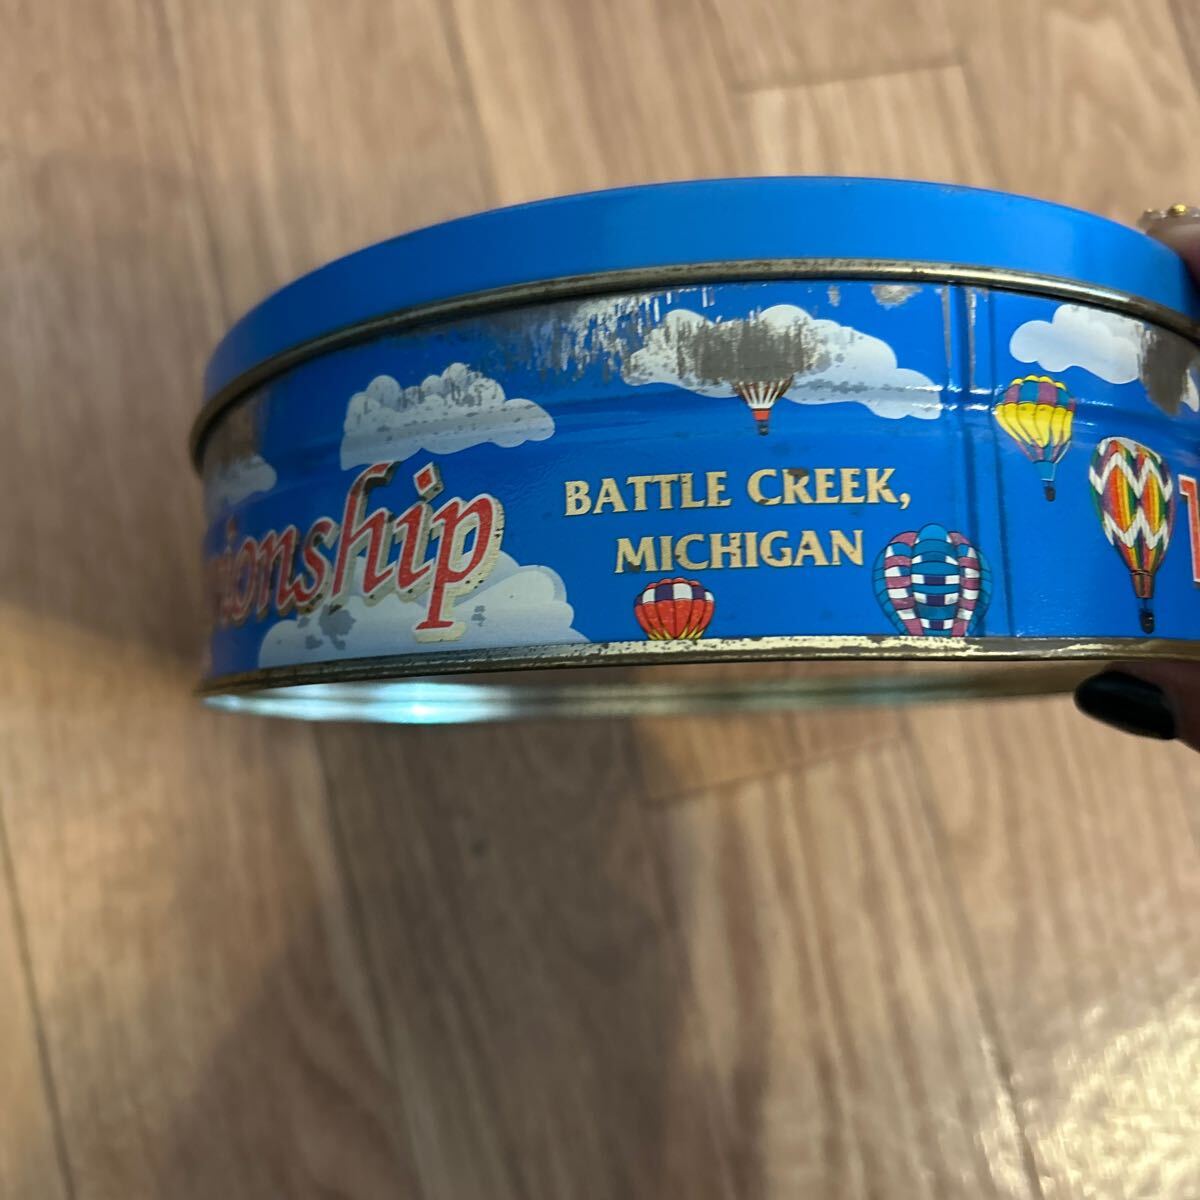 pionship
BATTLE CREEK,
MICHIGAN